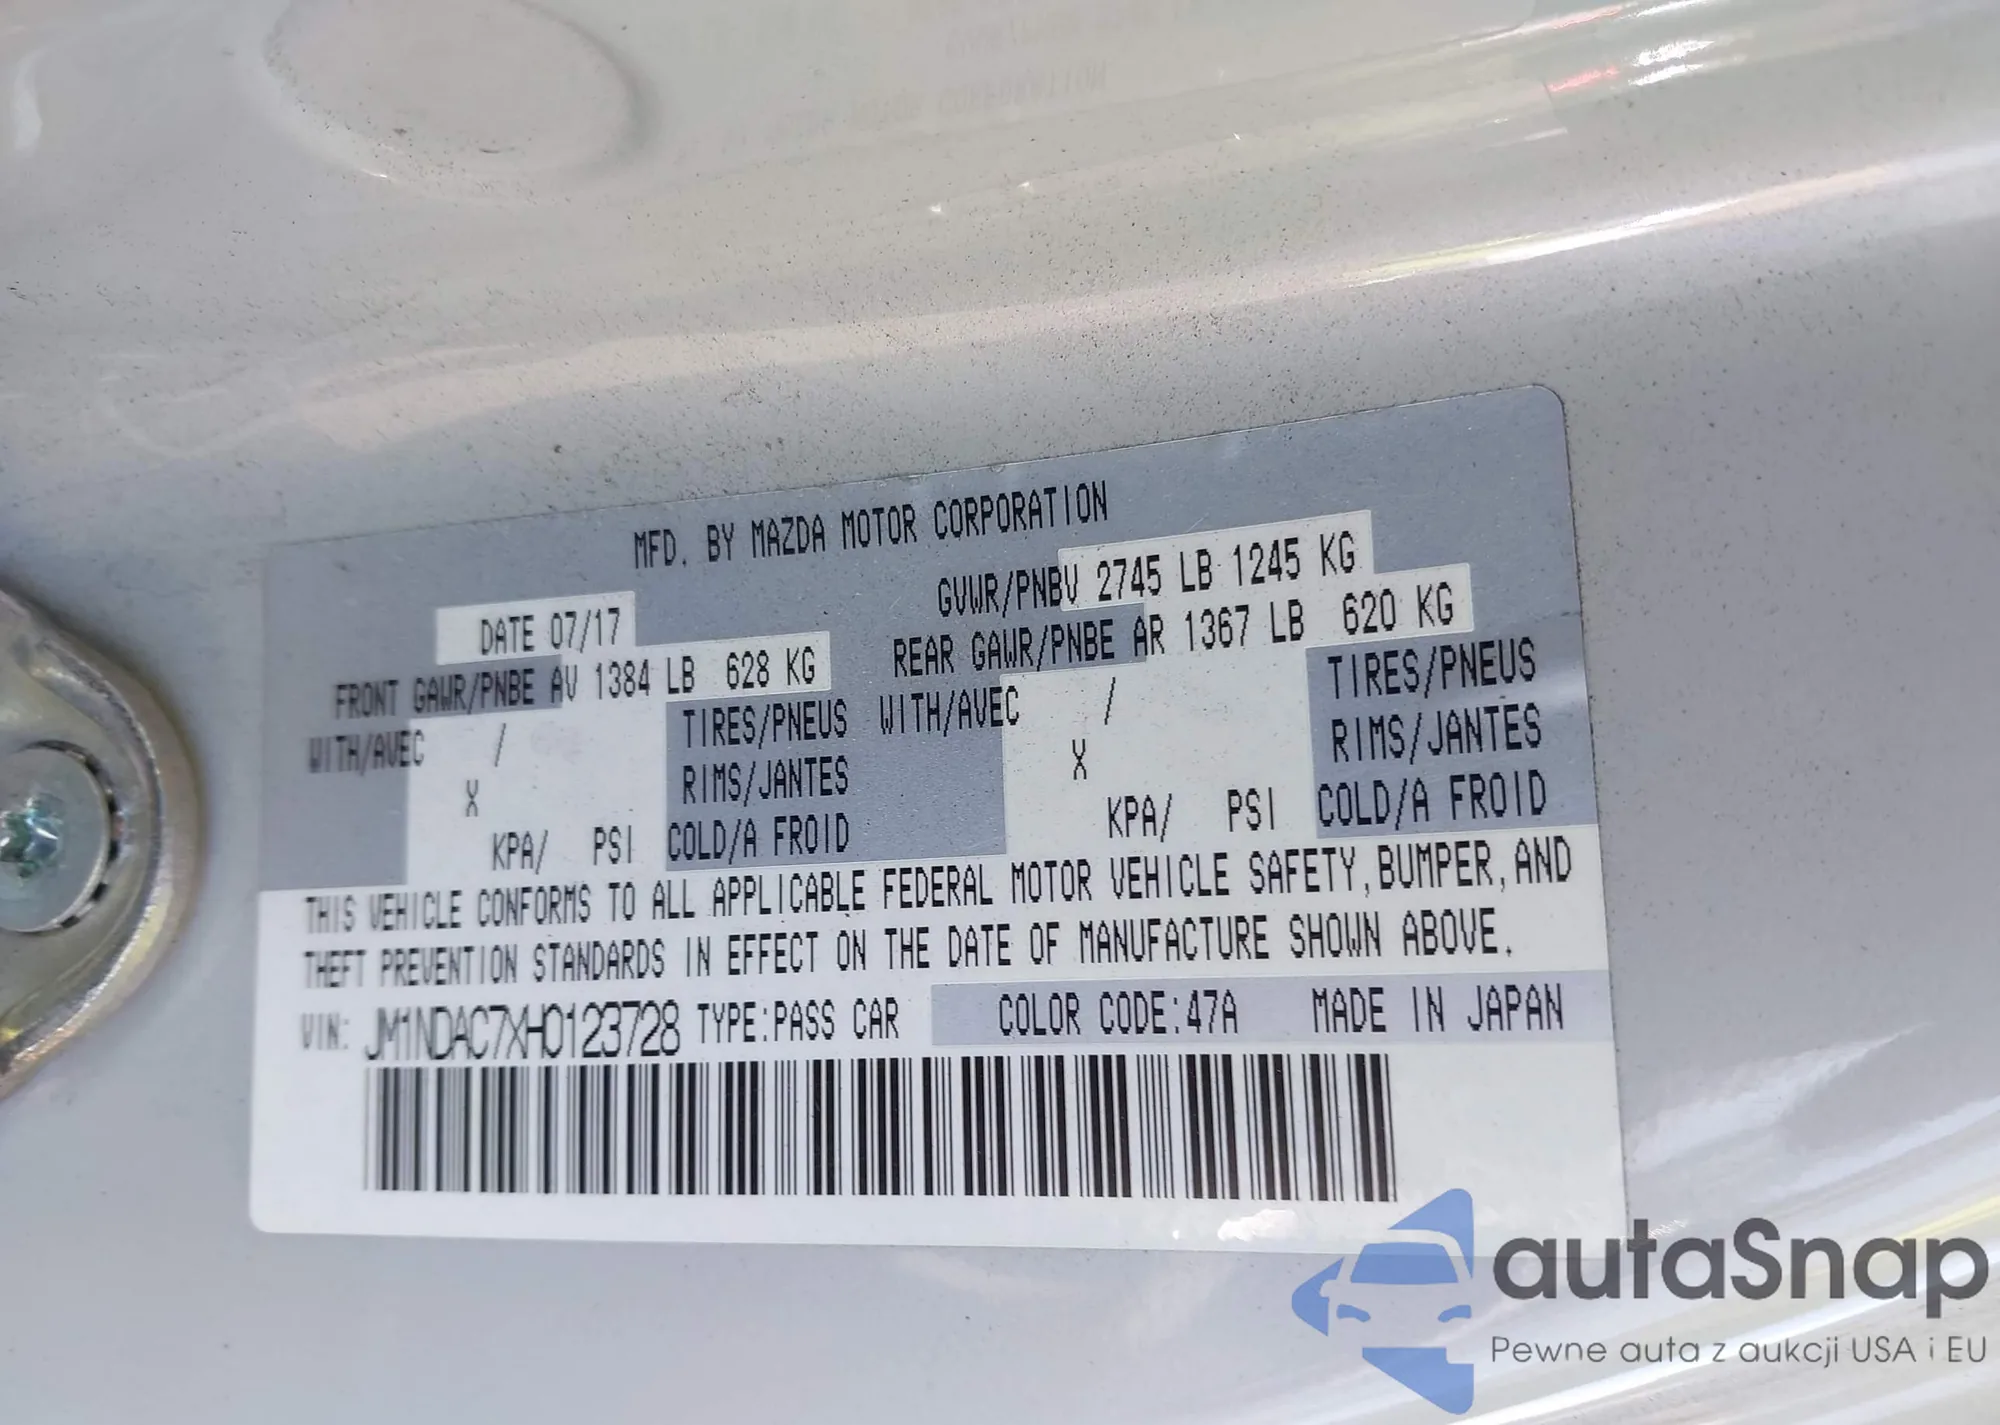 MFD. BY MAZDA MOTOR CORPORATION
DATE 07/17 GVWR/PNBV 2745 LB 1245 KG
FRONT GAWR/PNBE AV 1384 LB 628 KG REAR GAWR/PNBE AR 1367 LB 620 KG
WITH/AVEC / TIRES/PNEUS WITH/AVEC / TIRES/PNEUS
X RIMS/JANTES X RIMS/JANTES
KPA/ PSI COLD/A FROID KPA/ PSI COLD/A FROID
THIS VEHICLE CONFORMS TO ALL APPLICABLE FEDERAL MOTOR VEHICLE SAFETY, BUMPER, AND
THEFT PREVENTION STANDARDS IN EFFECT ON THE DATE OF MANUFACTURE SHOWN ABOVE.
VIN: JM1NDAC7XH0123728 TYPE:PASS CAR COLOR CODE:47A MADE IN JAPAN
autaSnap
Pewne auta z aukcji USA i EU